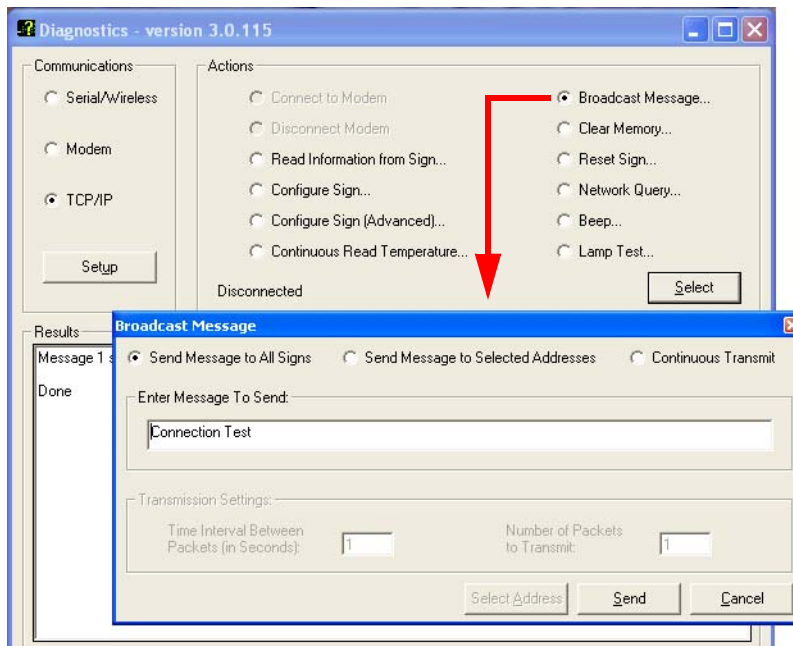 Diagnostics - version 3.0.115
Communications
Serial/Wireless
Modem
TCP/IP
Setup
Actions
Connect to Modem
Disconnect Modem
Read Information from Sign...
Configure Sign...
Configure Sign (Advanced)...
Continuous Read Temperature...
Broadcast Message...
Clear Memory...
Reset Sign...
Network Query...
Beep...
Lamp Test...
Disconnected
Select
Results
Message 1 s
Done
Broadcast Message
Send Message to All Signs
Send Message to Selected Addresses
Continuous Transmit
Enter Message To Send:
Connection Test
Transmission Settings:
Time Interval Between
Packets (in Seconds):
1
Number of Packets
to Transmit:
1
Select Address
Send
Cancel